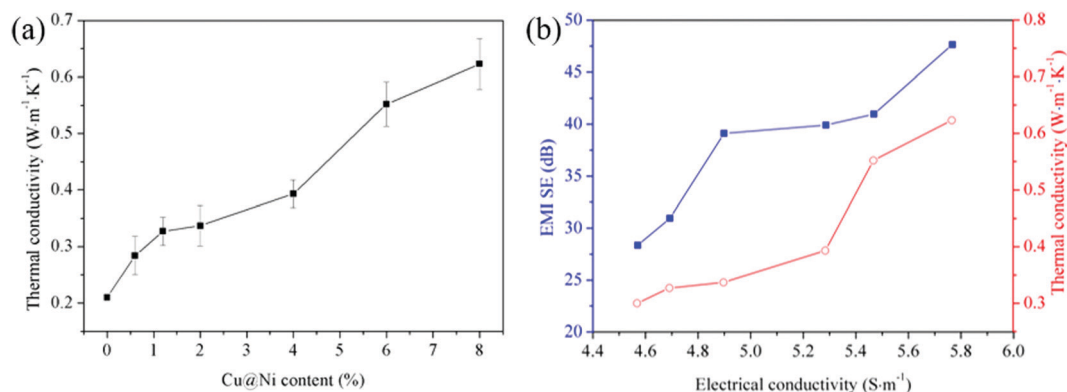 (a)
Thermal conductivity (W·m⁻¹·K⁻¹)
0.7
0.6
0.5
0.4
0.3
0.2
0 1 2 3 4 5 6 7 8
Cu@Ni content (%)
(b)
EMI SE (dB)
50
45
40
35
30
25
20
4.4 4.6 4.8 5.0 5.2 5.4 5.6 5.8 6.0
Electrical conductivity (S·m⁻¹)
0.8
0.7
0.6
0.5
0.4
0.3
Thermal conductivity (W·m⁻¹·K⁻¹)